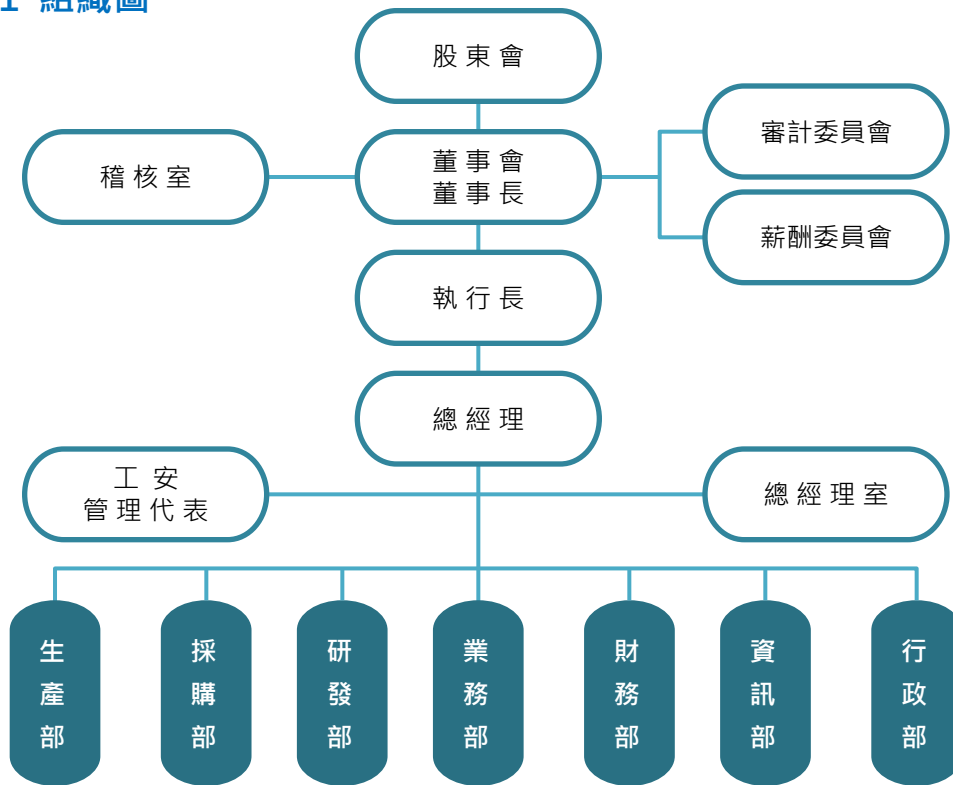 1 組織圖
股東會
審計委員會
稽核室
董事會
董事長
薪酬委員會
執行長
總經理
工安
管理代表
總經理室
生產部
採購部
研發部
業務部
財務部
資訊部
行政部